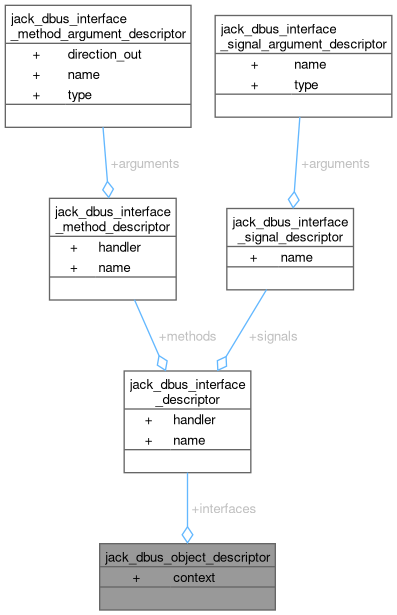 jack_dbus_interface
_method_argument_descriptor
+ direction_out
+ name
+ type
jack_dbus_interface
_signal_argument_descriptor
+ name
+ type
+arguments
+arguments
jack_dbus_interface
_method_descriptor
+ handler
+ name
jack_dbus_interface
_signal_descriptor
+ name
+methods
+signals
jack_dbus_interface
_descriptor
+ handler
+ name
+interfaces
jack_dbus_object_descriptor
+ context